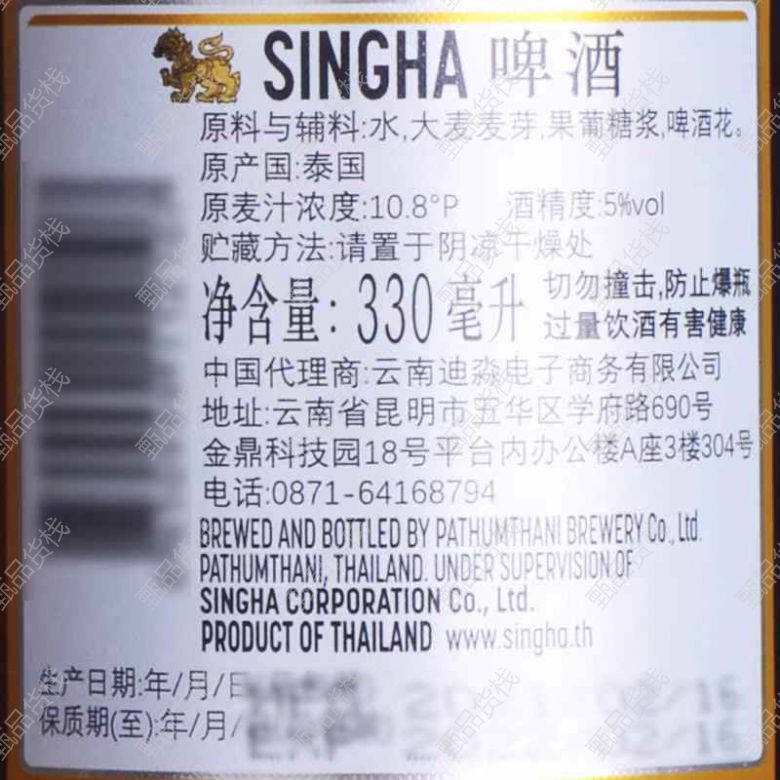 SINGHA 啤酒
原料与辅料:水,大麦麦芽,果葡糖浆,啤酒花。
原产国:泰国
原麦汁浓度:10.8°P 酒精度:5%vol
贮藏方法:请置于阴凉干燥处
净含量: 330 毫升
切勿撞击,防止爆瓶
过量饮酒有害健康
中国代理商:云南迪淼电子商务有限公司
地址:云南省昆明市五华区学府路690号
金鼎科技园18号平台内办公楼A座3楼304号
电话:0871-64168794
BREWED AND BOTTLED BY PATHUMTHANI BREWERY Co., Ltd.
PATHUMTHANI, THAILAND. UNDER SUPERVISION OF
SINGHA CORPORATION Co., Ltd.
PRODUCT OF THAILAND www.singha.th
生产日期:年/月/日
保质期(至):年/月/
甄品货栈